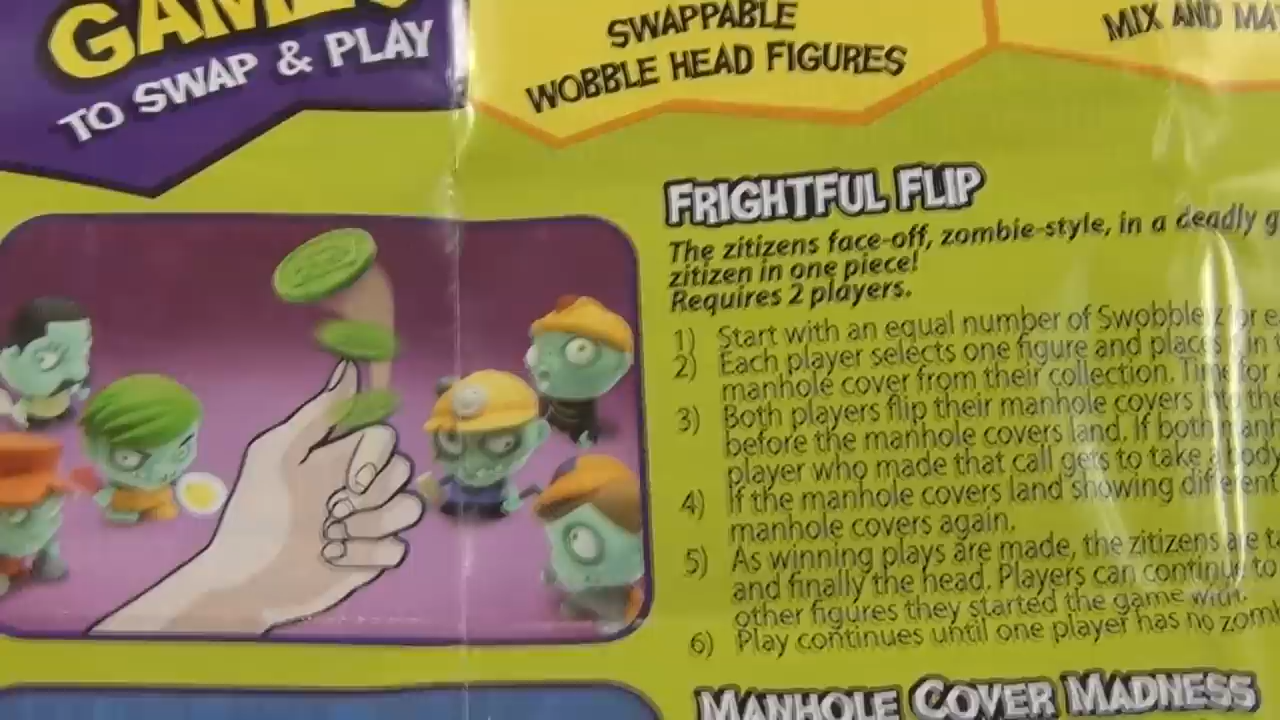 GAMES
TO SWAP & PLAY
SWAPPABLE
WOBBLE HEAD FIGURES
MIX AND
FRIGHTFUL FLIP
The zitizens face-off, zombie-style, in a deadly
zitizen in one piece!
Requires 2 players.
1) Start with an equal number of
2) Each player selects one figure and places in
manhole cover from their collection. Time for
3) Both players flip their manhole covers into the
before the manhole covers land. If both
player who made that call gets to take a body
4) If the manhole covers land showing different
manhole covers again.
5) As winning plays are made, the zitizens are
and finally the head. Players can continue to
other figures they started the game with.
6) Play continues until one player has no
MANHOLE COVER MADNESS